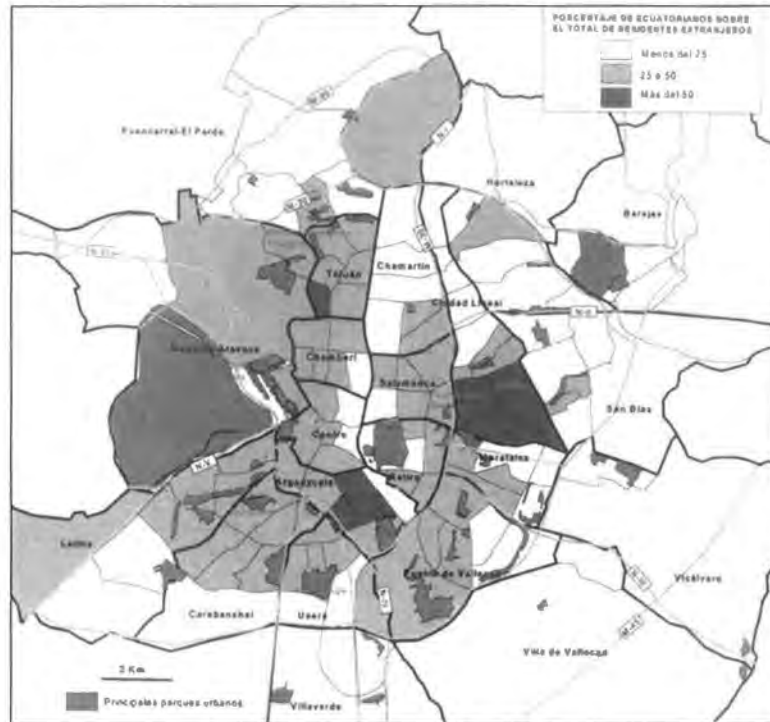 PORCENTAJE DE ECUATORIANOS SOBRE
EL TOTAL DE RESIDENTES EXTRANJEROS
Menos del 25
25 a 50
Más del 50
Fuencarral-El Pardo
N-I
Hortaleza
Barajas
Tetuán
Chamartín
Ciudad Lineal
N-II
Chamberí
Salamanca
San Blas
Centro
Moratalaz
N-V
Arganzuela
Retiro
Latina
Puente de Vallecas
Vicálvaro
Carabanchel
Usera
N-III
Villa de Vallecas
2 Km
Principales parques urbanos
Villaverde